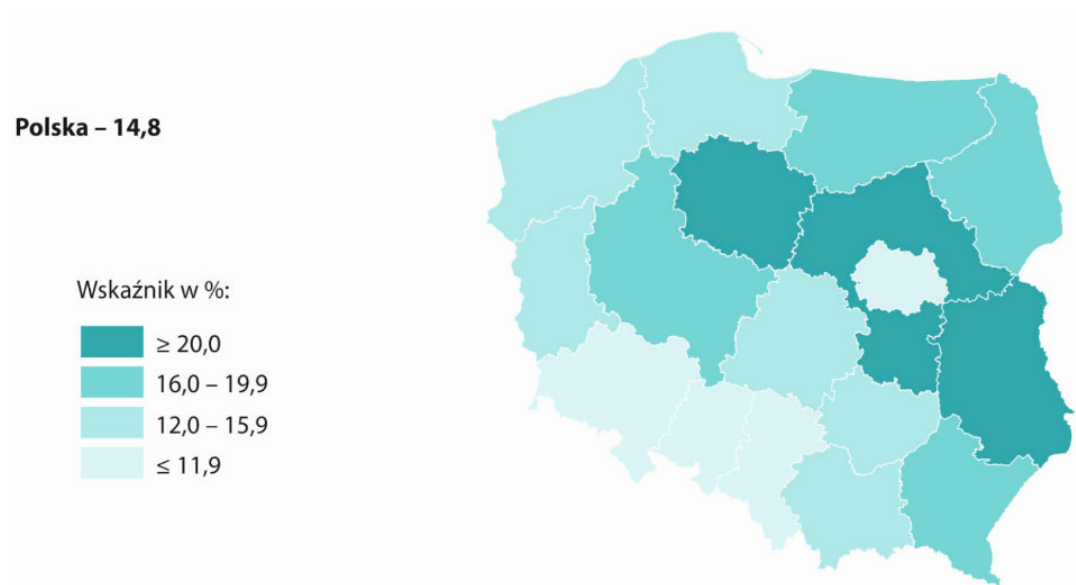 Polska – 14,8
Wskaźnik w %:
≥ 20,0
16,0 – 19,9
12,0 – 15,9
≤ 11,9